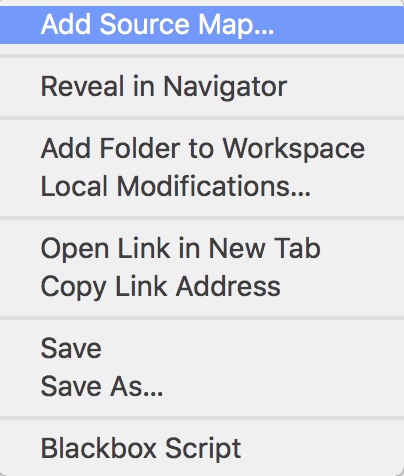 Add Source Map...
Reveal in Navigator
Add Folder to Workspace
Local Modifications...
Open Link in New Tab
Copy Link Address
Save
Save As...
Blackbox Script